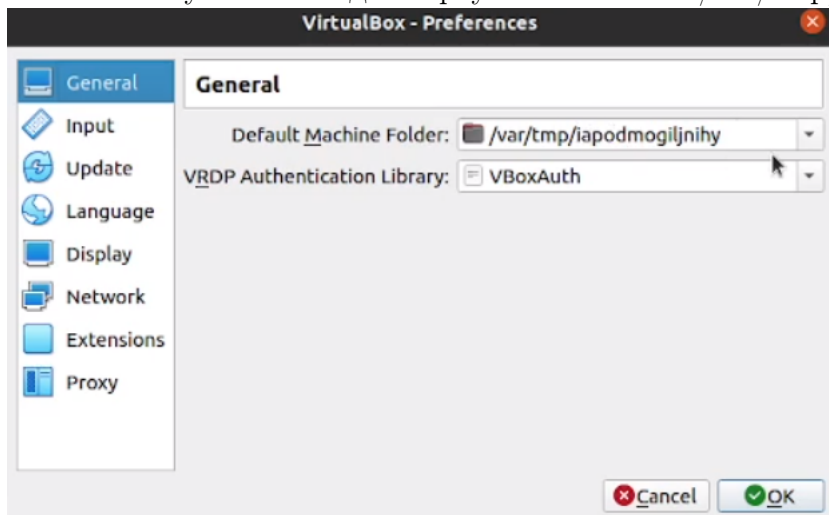 VirtualBox - Preferences
General
Input
Update
Language
Display
Network
Extensions
Proxy
General
Default Machine Folder: /var/tmp/iapodmogiljnihy
VRDP Authentication Library: VBoxAuth
Cancel OK